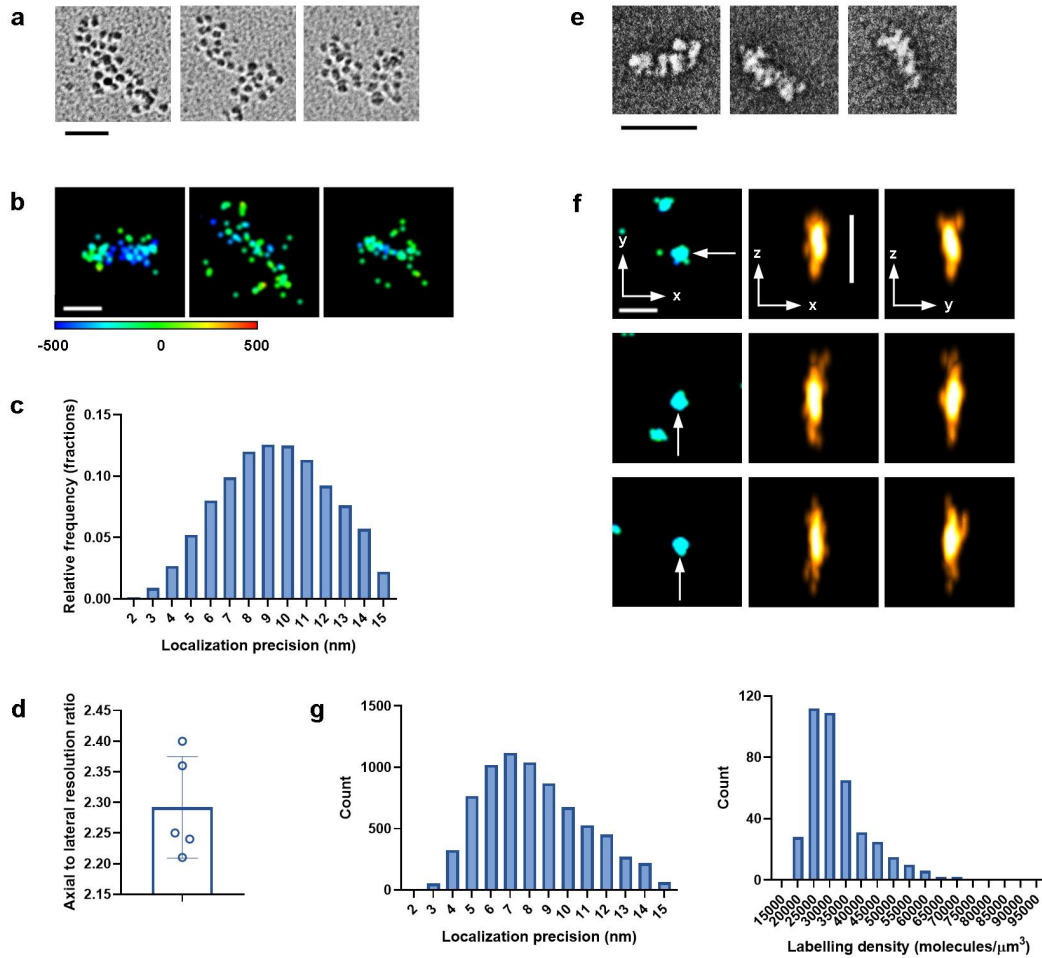 a
e
b
-500 0 500
f
y
x
z
x
z
y
c
Relative frequency (fractions)
0.15
0.10
0.05
0.00
2 3 4 5 6 7 8 9 10 11 12 13 14 15
Localization precision (nm)
d
Axial to lateral resolution ratio
2.45
2.40
2.35
2.30
2.25
2.20
2.15
g
Count
1500
1000
500
0
2 3 4 5 6 7 8 9 10 11 12 13 14 15
Localization precision (nm)
Count
120
80
40
0
15000 20000 25000 30000 35000 40000 45000 50000 55000 60000 65000 70000 75000 80000 85000 90000 95000
Labelling density (molecules/μm³)